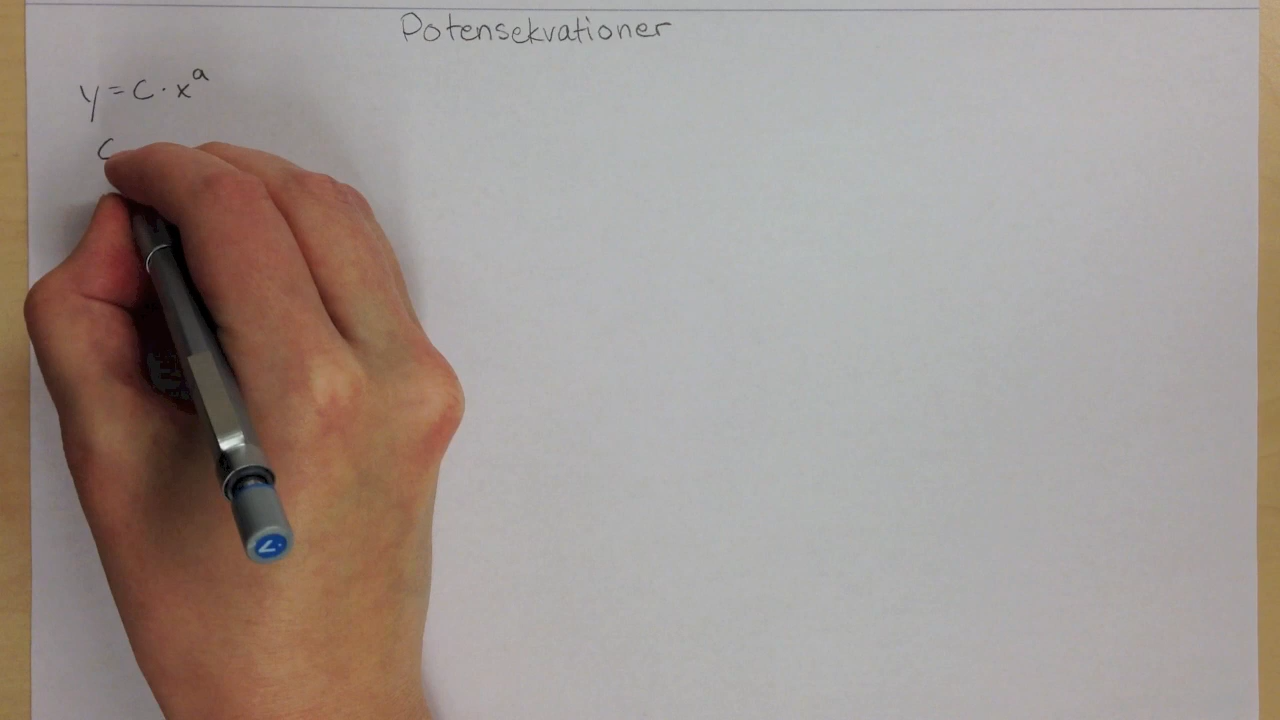 Potensekvationer
y = C · x^a
C